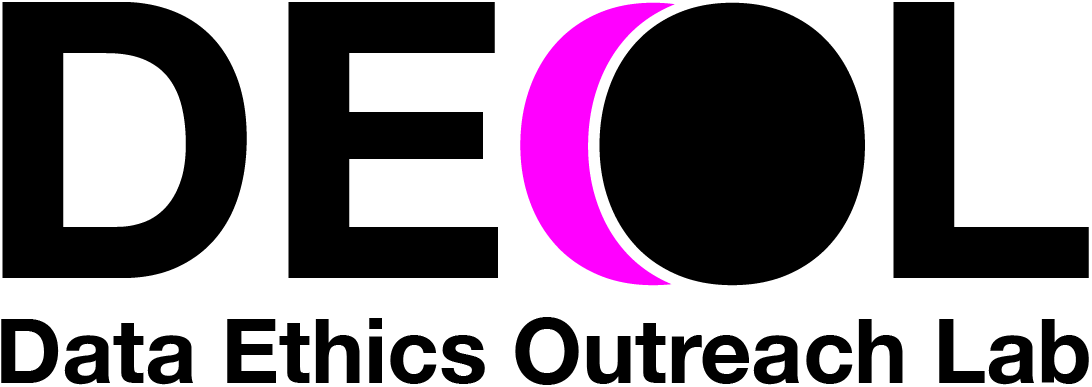 DEOL
Data Ethics Outreach Lab